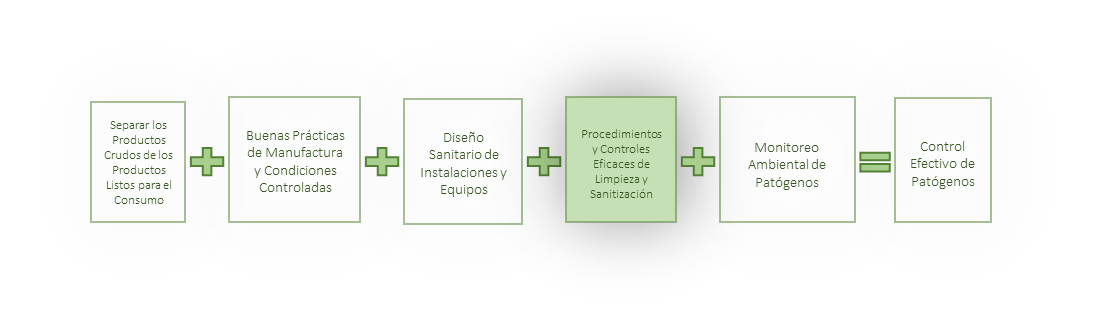 Separar los
Productos
Crudos de los
Productos
Listos para el
Consumo
Buenas Prácticas
de Manufactura
y Condiciones
Controladas
Diseño
Sanitario de
Instalaciones y
Equipos
Procedimientos
y Controles
Eficaces de
Limpieza y
Sanitización
Monitoreo
Ambiental de
Patógenos
Control
Efectivo de
Patógenos